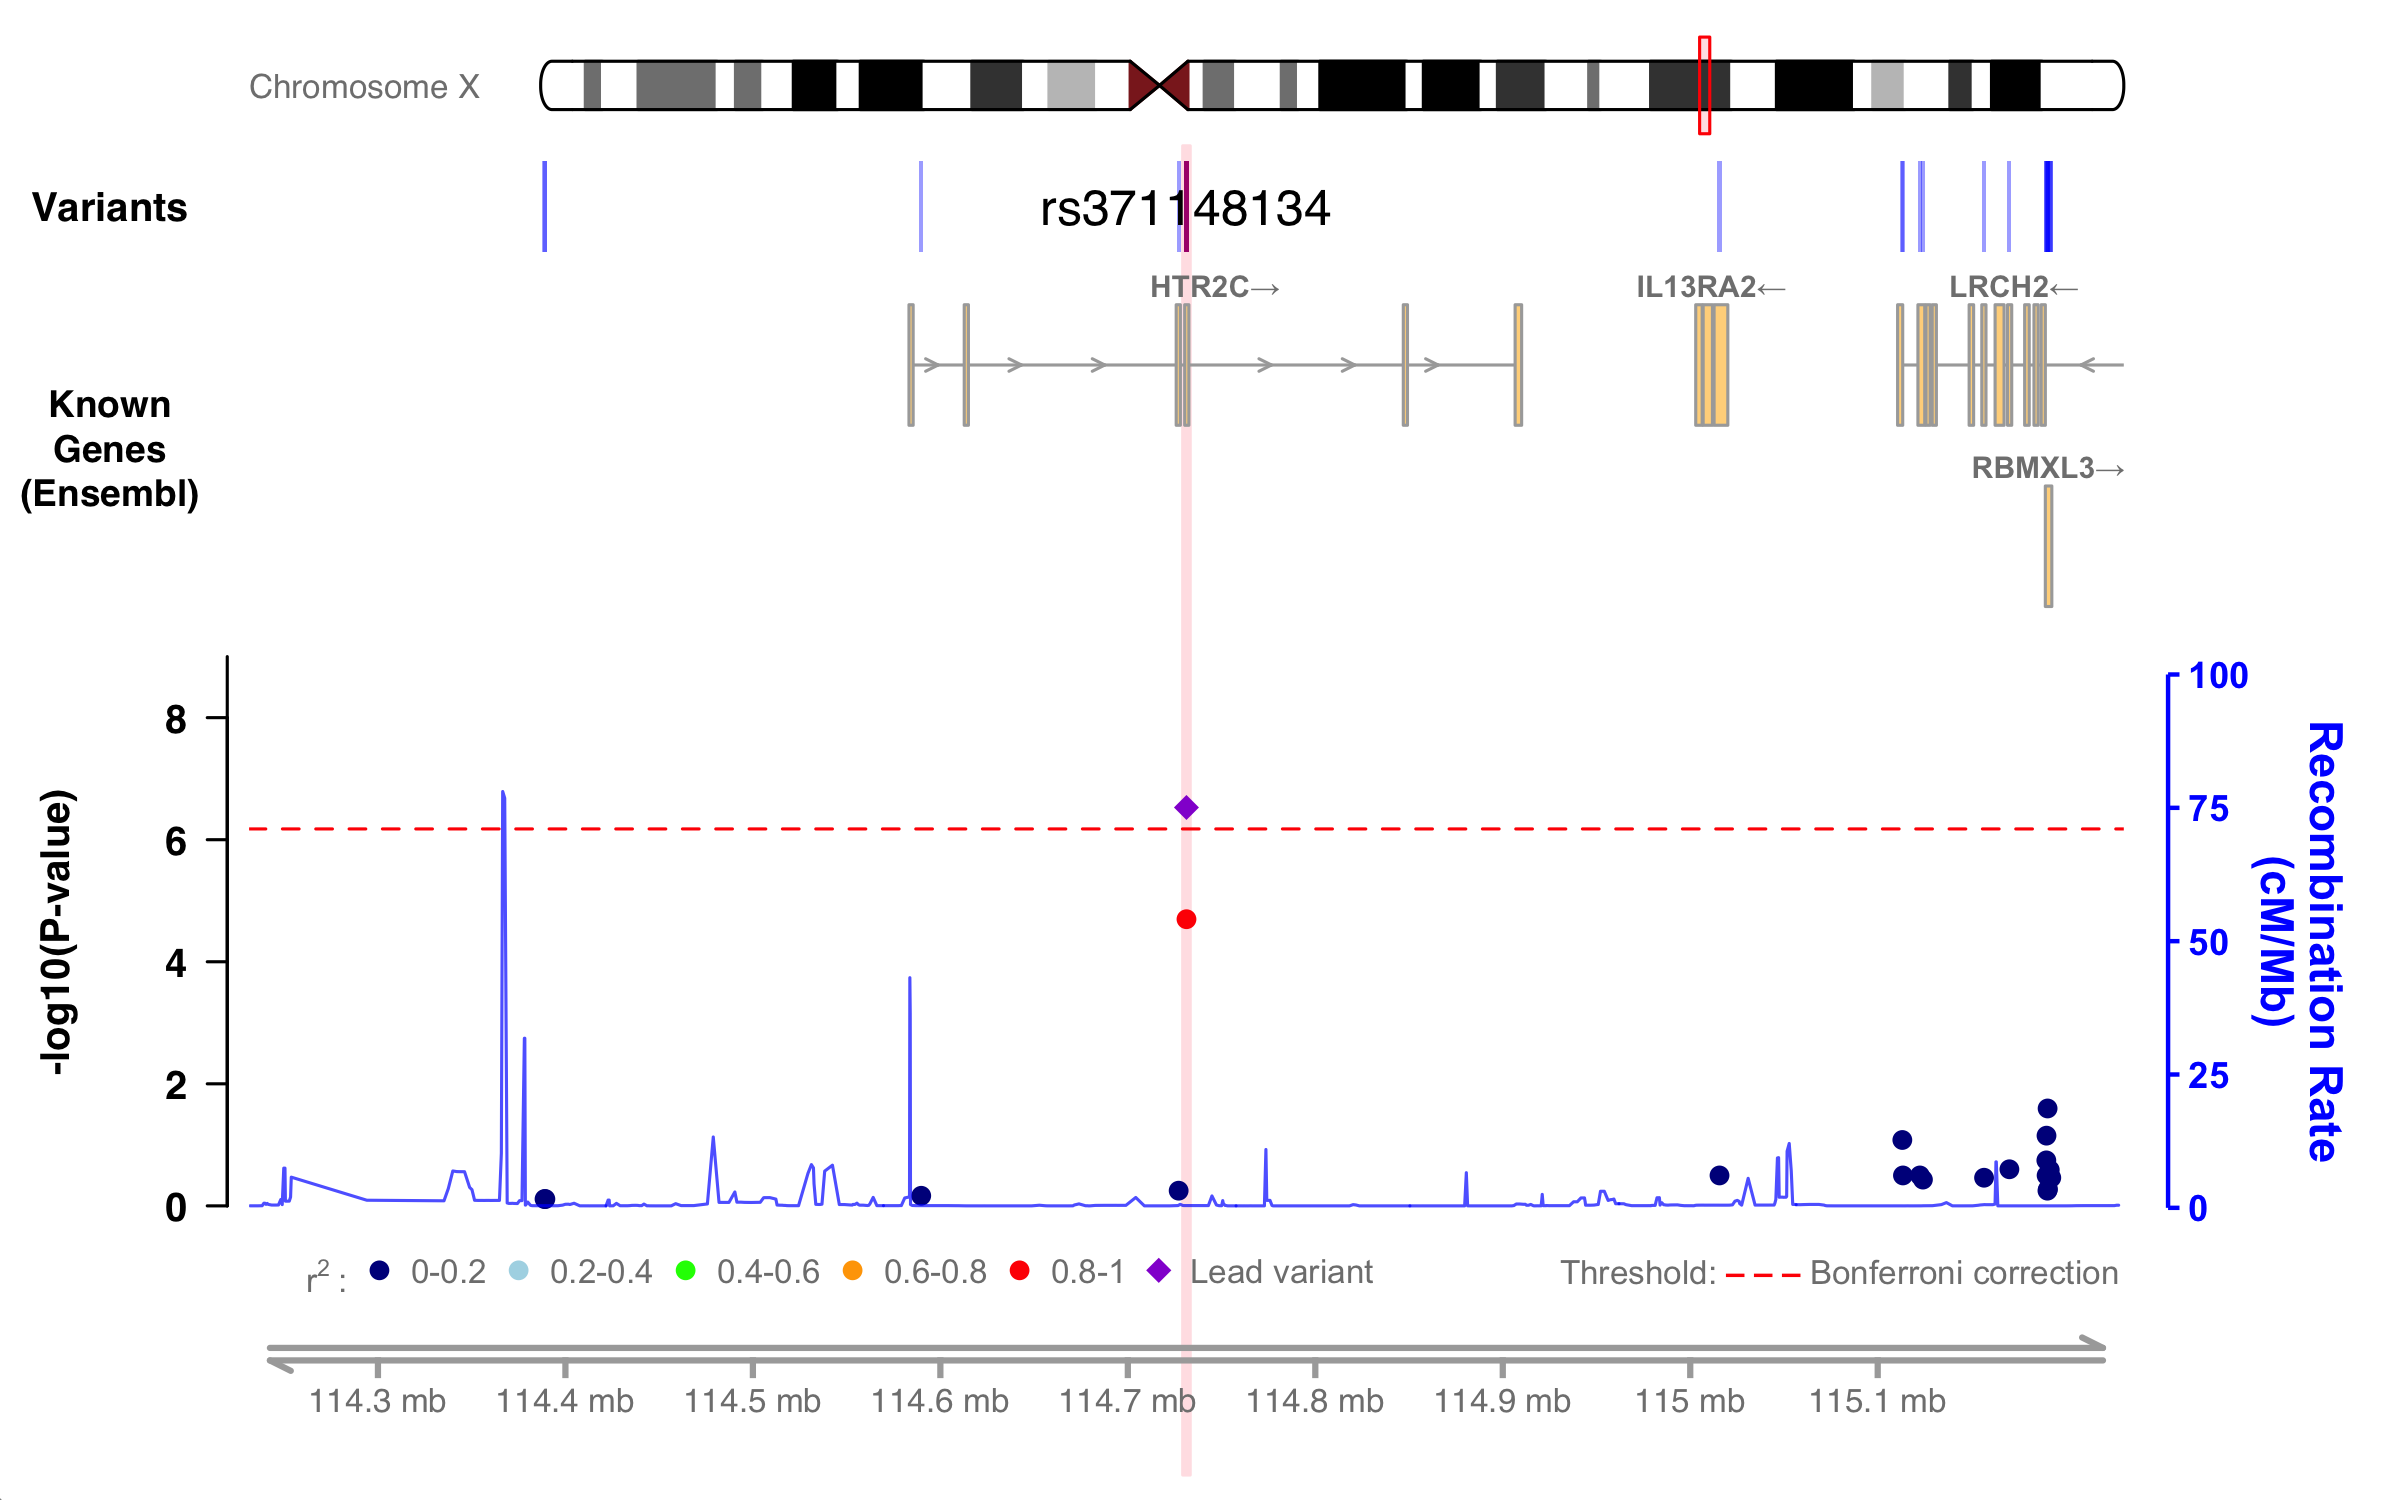 Chromosome X
Variants
rs371148134
HTR2C→
IL13RA2←
LRCH2←
Known
Genes
(Ensembl)
RBMXL3→
-log10(P-value)
8
6
4
2
0
100
75
50
25
0
Recombination Rate
(cM/Mb)
r² :
0-0.2
0.2-0.4
0.4-0.6
0.6-0.8
0.8-1
Lead variant
Threshold:
Bonferroni correction
114.3 mb
114.4 mb
114.5 mb
114.6 mb
114.7 mb
114.8 mb
114.9 mb
115 mb
115.1 mb